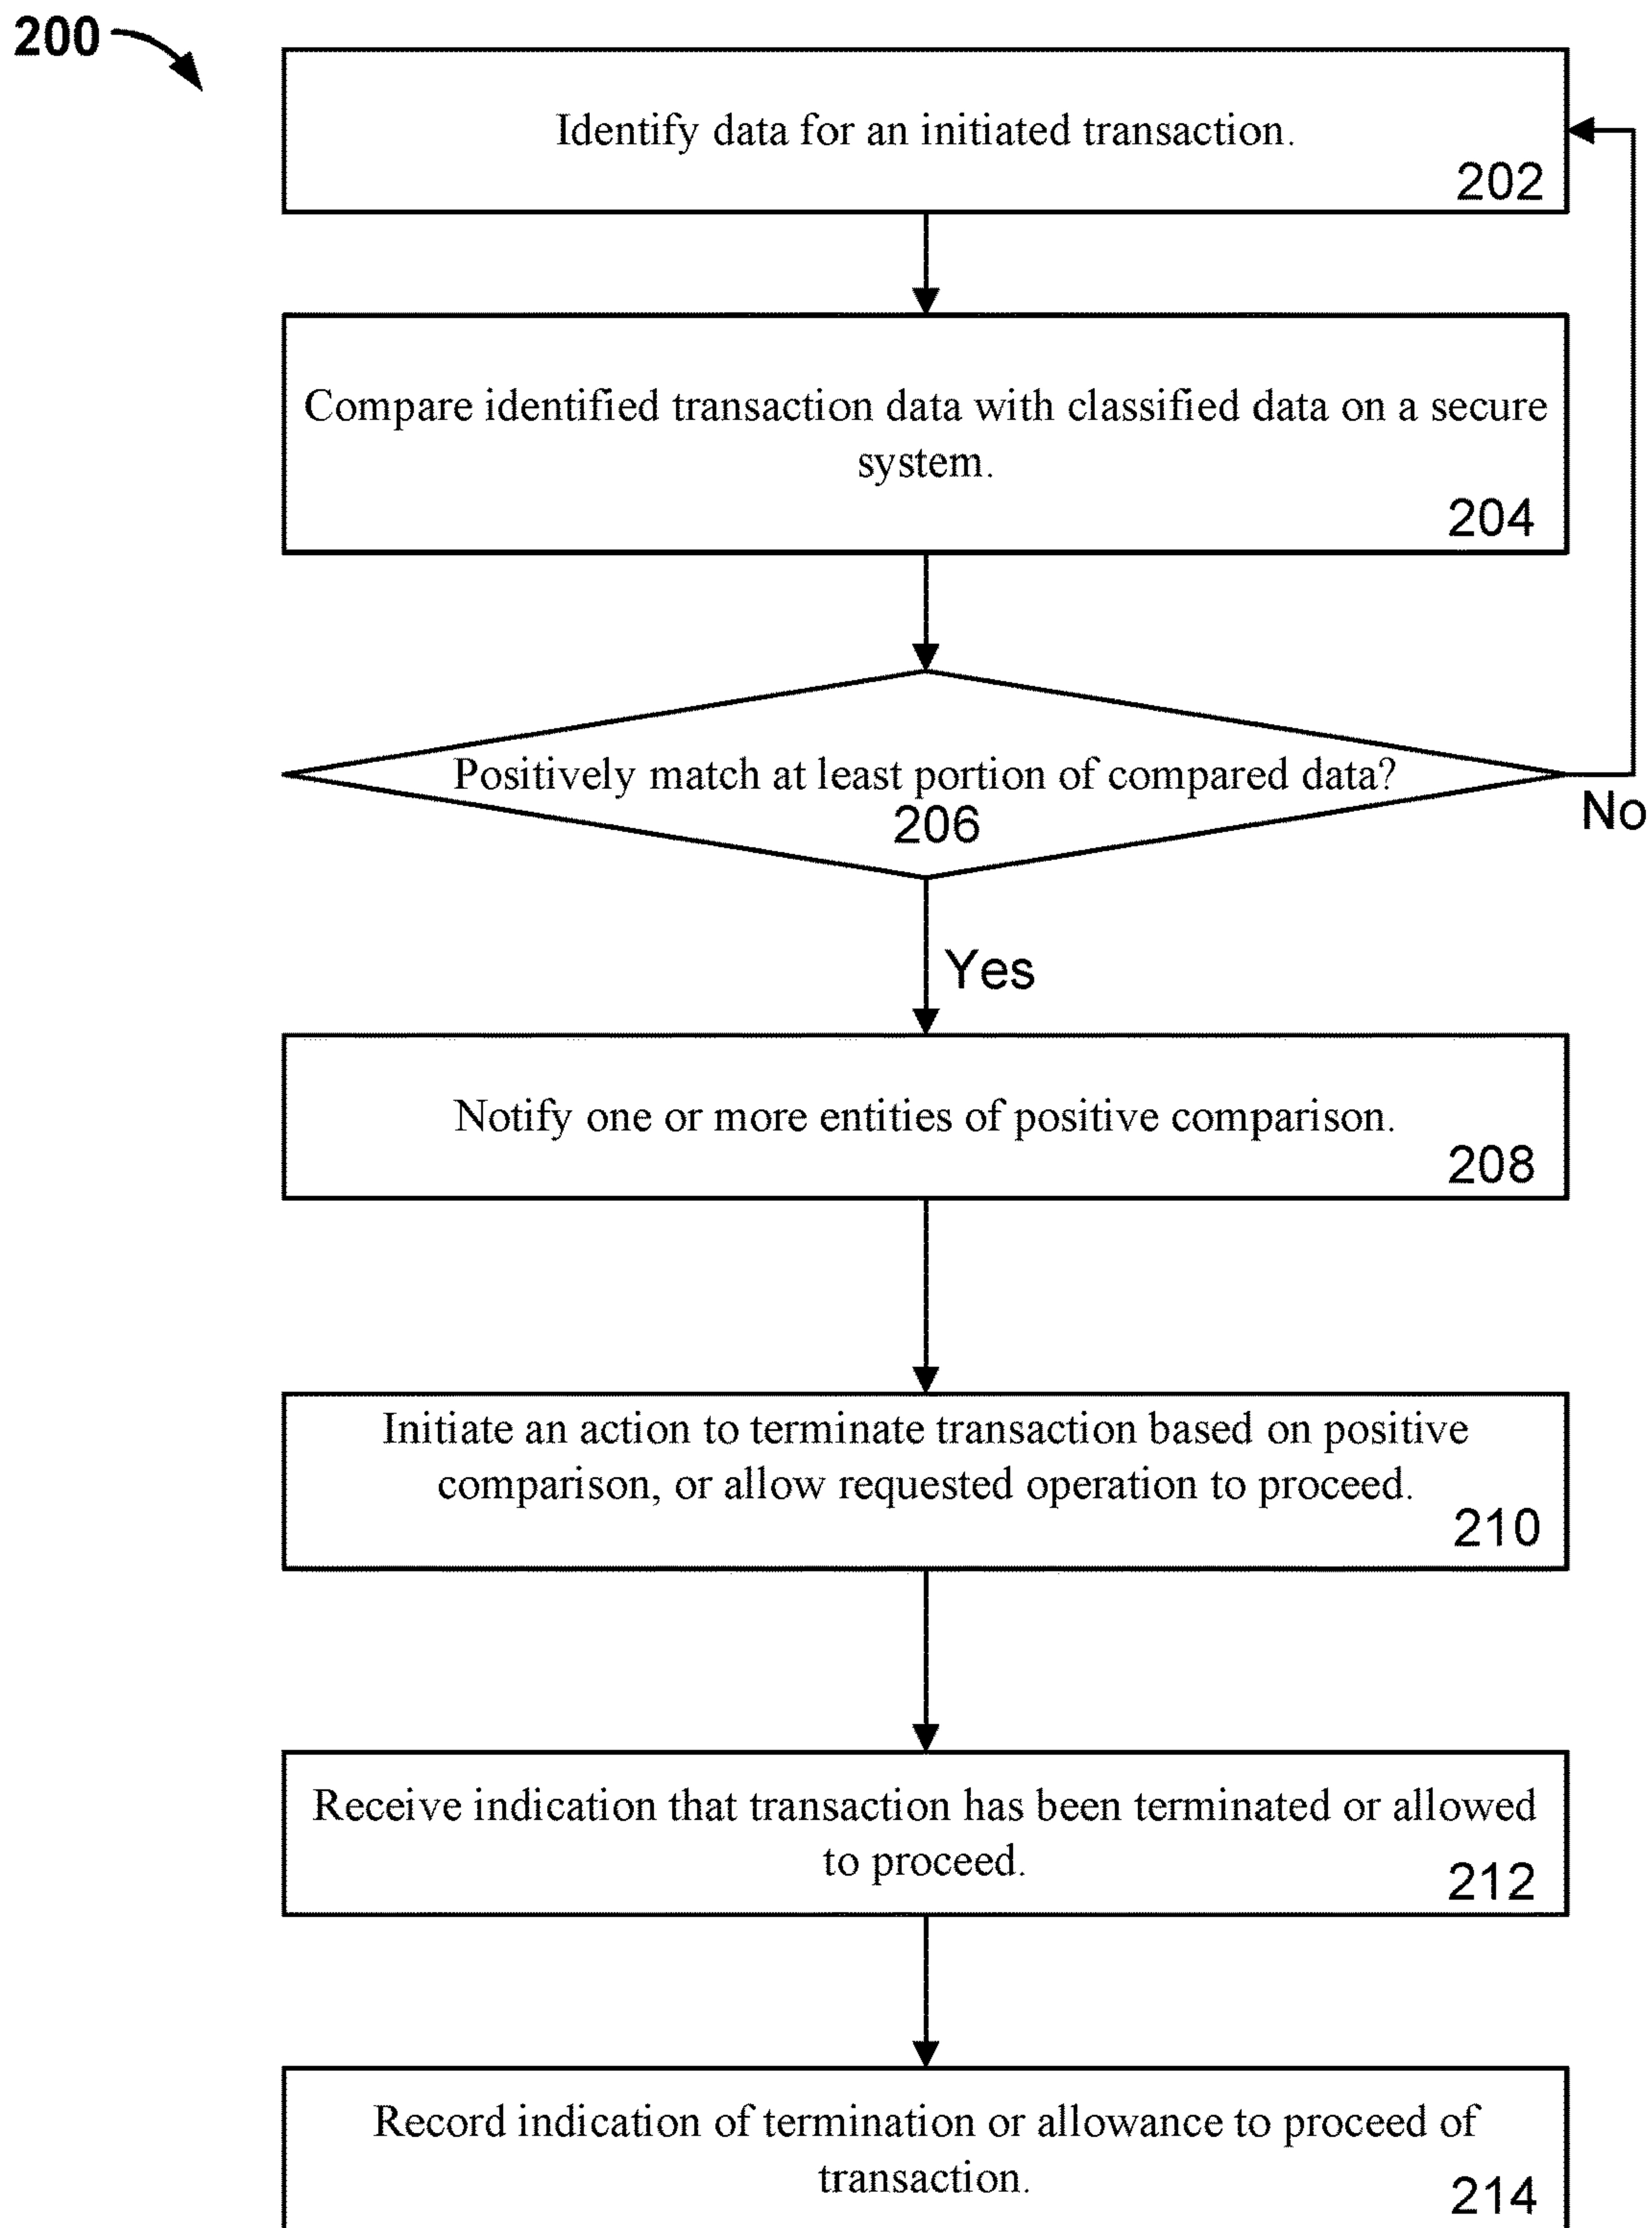 200
Identify data for an initiated transaction.
202
Compare identified transaction data with classified data on a secure
system.
204
Positively match at least portion of compared data?
206
No
Yes
Notify one or more entities of positive comparison.
208
Initiate an action to terminate transaction based on positive
comparison, or allow requested operation to proceed.
210
Receive indication that transaction has been terminated or allowed
to proceed.
212
Record indication of termination or allowance to proceed of
transaction.
214